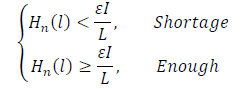 H_n(l) < εI/L, Shortage
H_n(l) ≥ εI/L, Enough